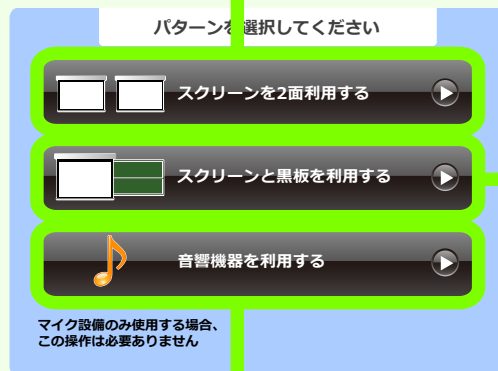 パターンを選択してください
スクリーンを2面利用する
スクリーンと黒板を利用する
音響機器を利用する
マイク設備のみ使用する場合、
この操作は必要ありません